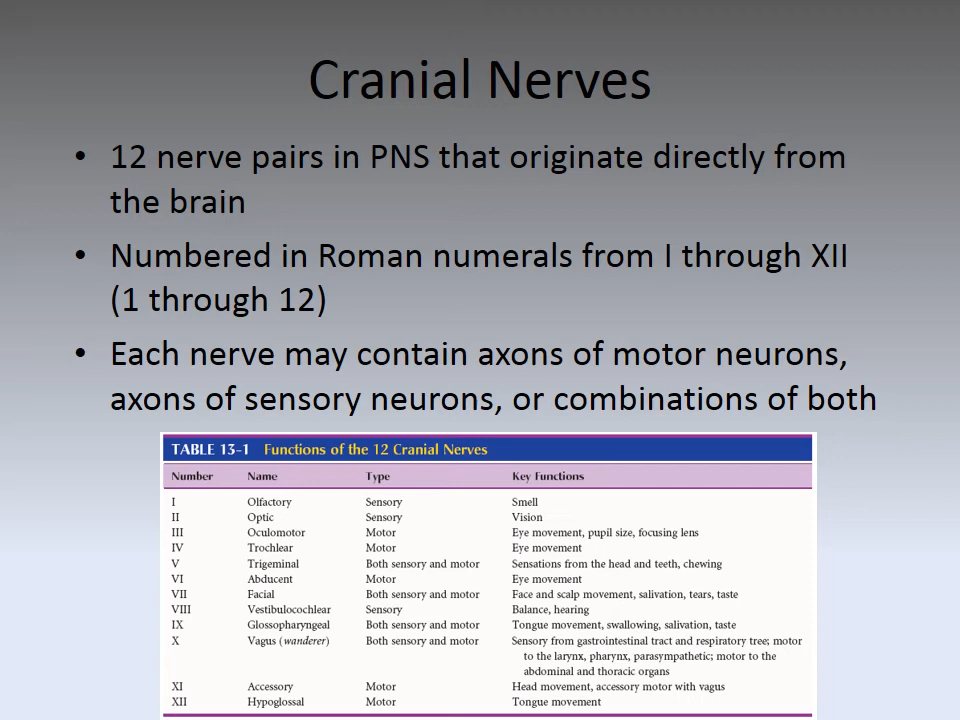 Cranial Nerves
• 12 nerve pairs in PNS that originate directly from
the brain
• Numbered in Roman numerals from I through XII
(1 through 12)
• Each nerve may contain axons of motor neurons,
axons of sensory neurons, or combinations of both
TABLE 13-1 Functions of the 12 Cranial Nerves
Number Name Type Key Functions
I Olfactory Sensory Smell
II Optic Sensory Vision
III Oculomotor Motor Eye movement, pupil size, focusing lens
IV Trochlear Motor Eye movement
V Trigeminal Both sensory and motor Sensations from the head and teeth, chewing
VI Abducent Motor Eye movement
VII Facial Both sensory and motor Face and scalp movement, salivation, tears, taste
VIII Vestibulocochlear Sensory Balance, hearing
IX Glossopharyngeal Both sensory and motor Tongue movement, swallowing, salivation, taste
X Vagus (wanderer) Both sensory and motor Sensory from gastrointestinal tract and respiratory tree; motor
to the larynx, pharynx, parasympathetic; motor to the
abdominal and thoracic organs
XI Accessory Motor Head movement, accessory motor with vagus
XII Hypoglossal Motor Tongue movement